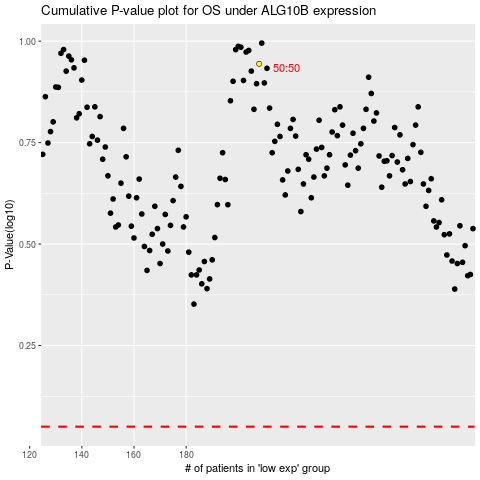 Cumulative P-value plot for OS under ALG10B expression
1.00
50:50
0.75
P-Value(log10)
0.50
0.25
120 140 160 180
# of patients in 'low exp' group